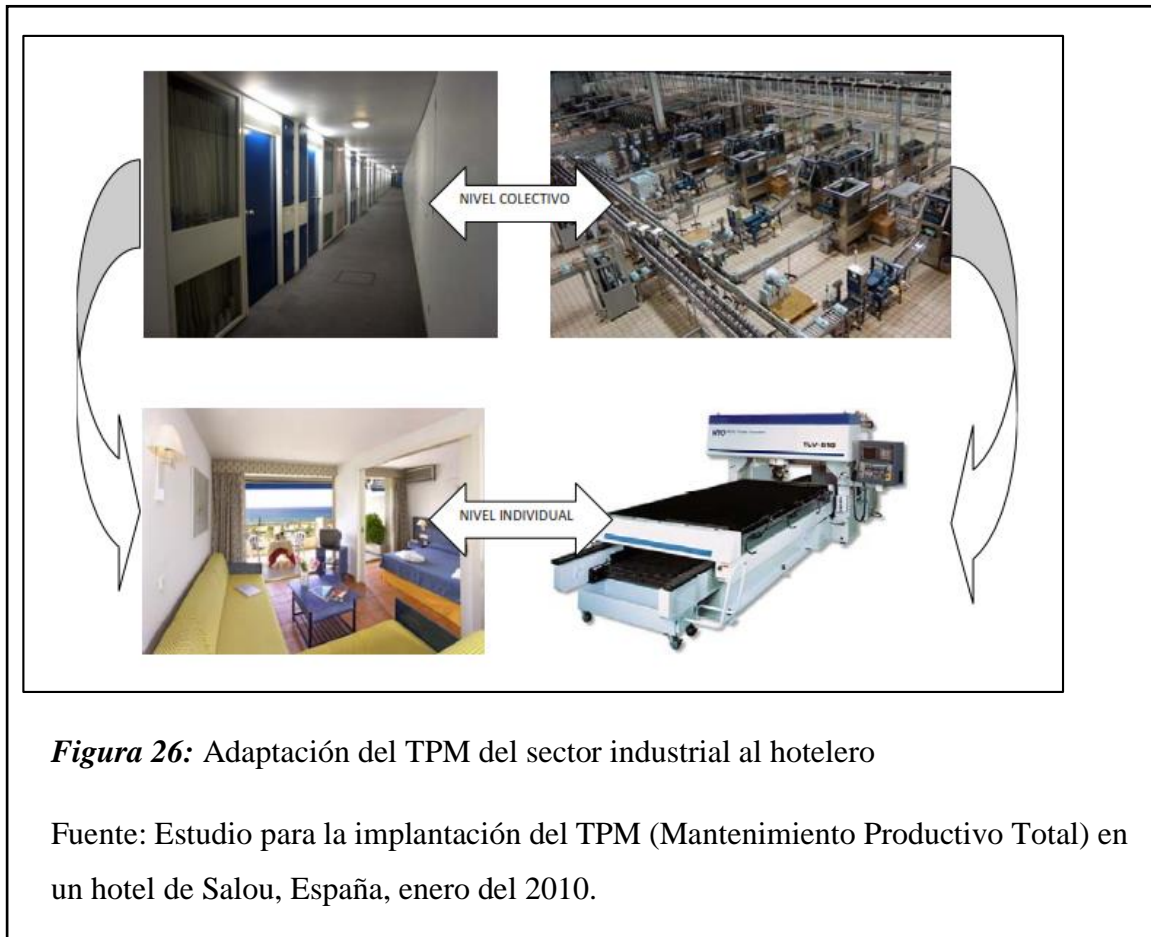 NIVEL COLECTIVO
NIVEL INDIVIDUAL
Figura 26: Adaptación del TPM del sector industrial al hotelero
Fuente: Estudio para la implantación del TPM (Mantenimiento Productivo Total) en
un hotel de Salou, España, enero del 2010.